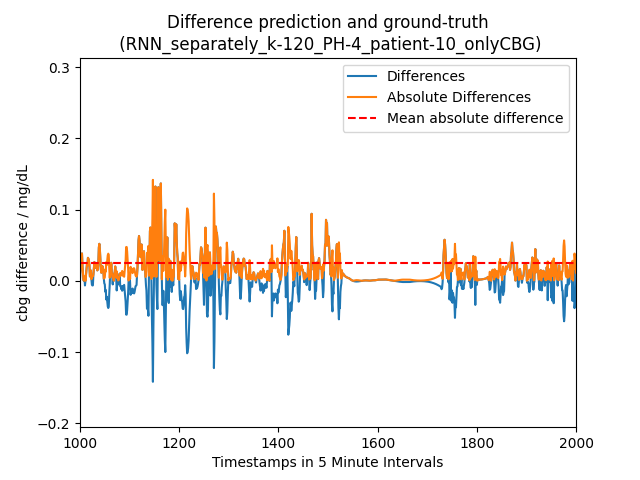 Difference prediction and ground-truth
(RNN_separately_k-120_PH-4_patient-10_onlyCBG)
Differences
Absolute Differences
Mean absolute difference
cbg difference / mg/dL
0.3
0.2
0.1
0.0
−0.1
−0.2
1000 1200 1400 1600 1800 2000
Timestamps in 5 Minute Intervals